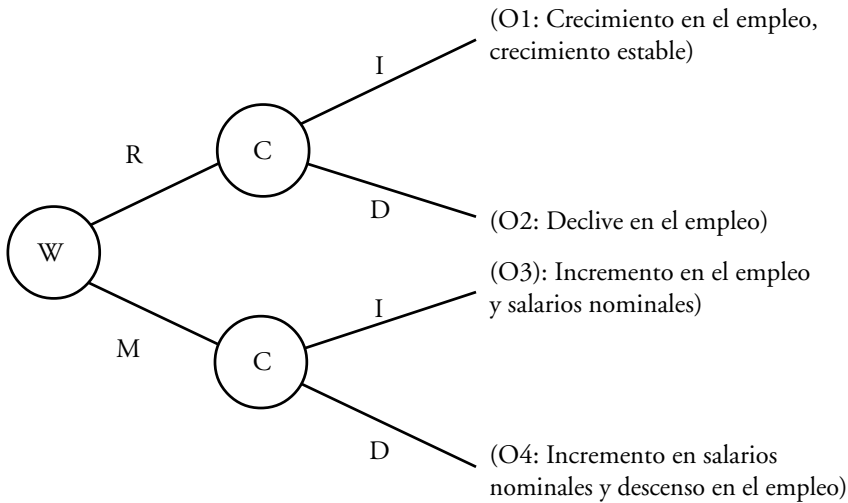 (O1: Crecimiento en el empleo,
crecimiento estable)
I
R
C
D
(O2: Declive en el empleo)
W
(O3): Incremento en el empleo
y salarios nominales)
I
M
C
D
(O4: Incremento en salarios
nominales y descenso en el empleo)